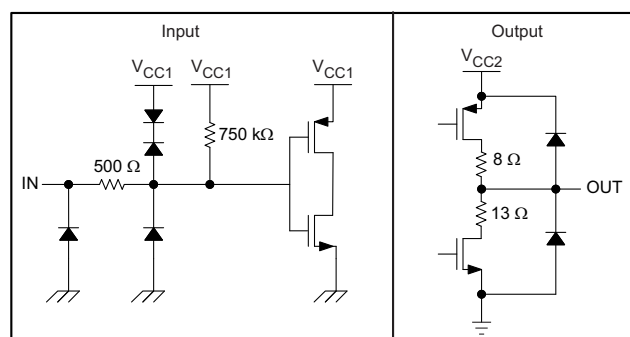 Input
Output
VCC1
VCC1
VCC1
VCC2
750 kΩ
500 Ω
8 Ω
IN
OUT
13 Ω